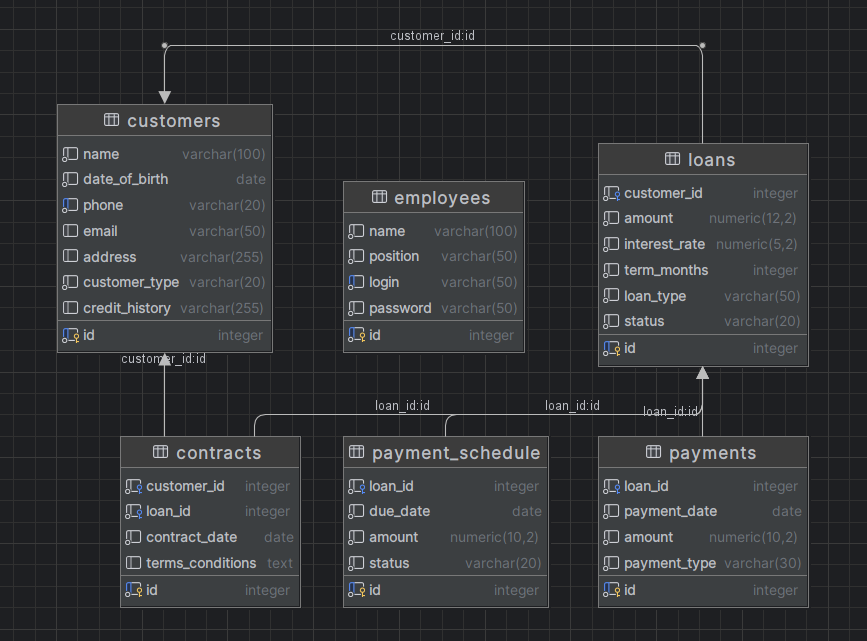 customer_id:id
customers
name varchar(100)
date_of_birth date
phone varchar(20)
email varchar(50)
address varchar(255)
customer_type varchar(20)
credit_history varchar(255)
id integer
employees
name varchar(100)
position varchar(50)
login varchar(50)
password varchar(50)
id integer
loans
customer_id integer
amount numeric(12,2)
interest_rate numeric(5,2)
term_months integer
loan_type varchar(50)
status varchar(20)
id integer
customer_id:id
loan_id:id
loan_id:id
loan_id:id
contracts
customer_id integer
loan_id integer
contract_date date
terms_conditions text
id integer
payment_schedule
loan_id integer
due_date date
amount numeric(10,2)
status varchar(20)
id integer
payments
loan_id integer
payment_date date
amount numeric(10,2)
payment_type varchar(30)
id integer